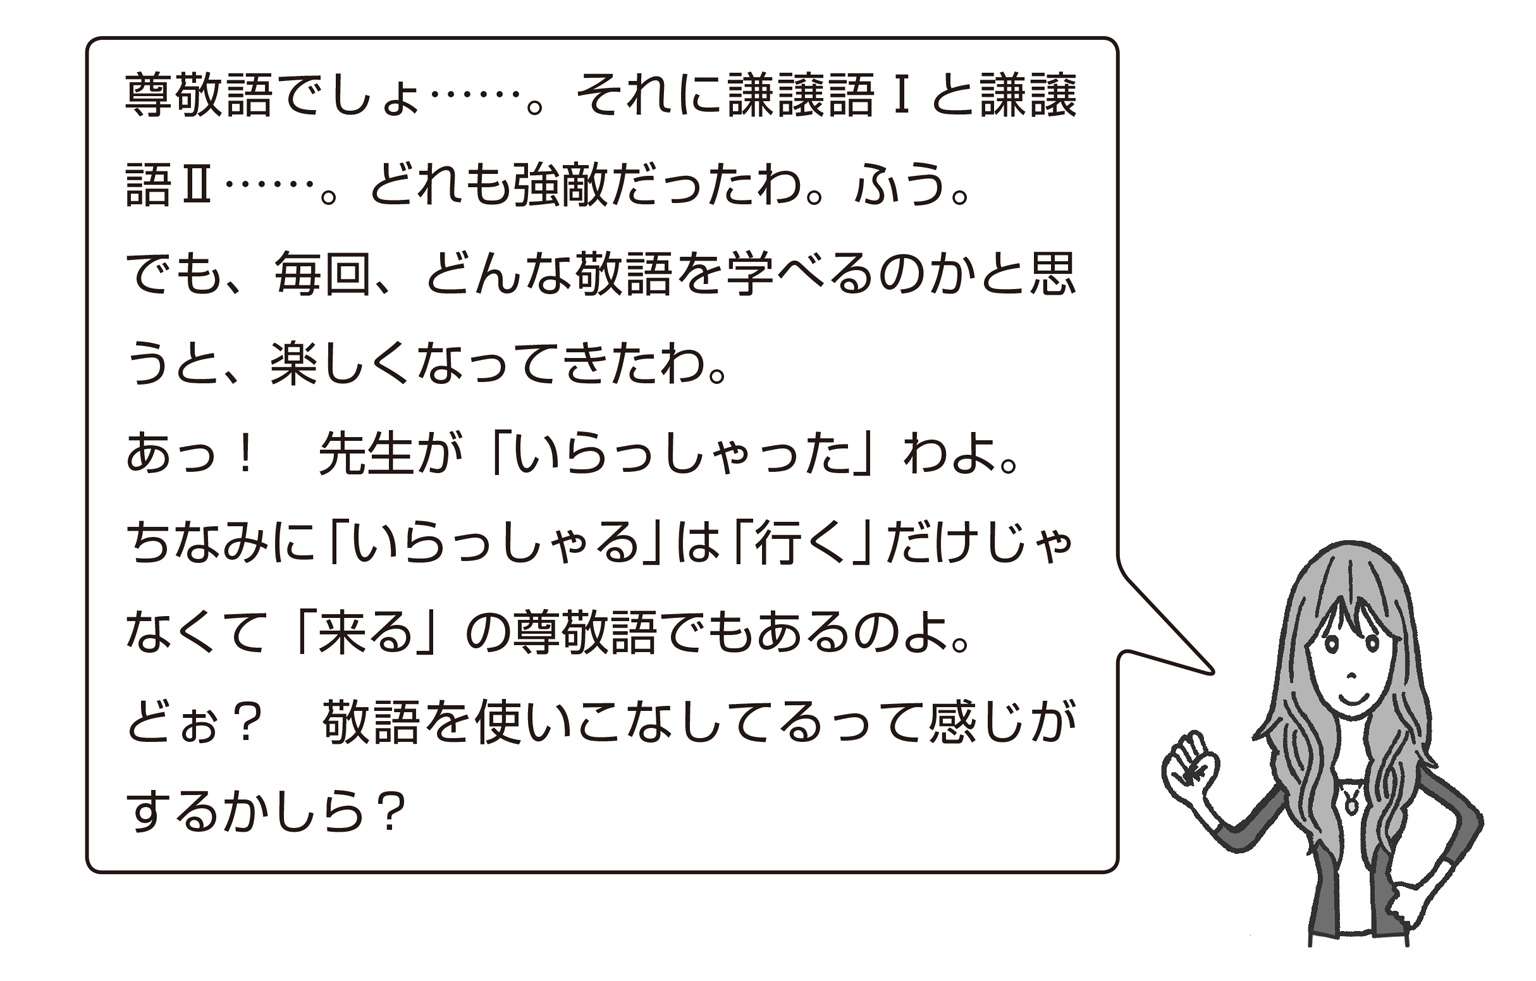 尊敬語でしょ……。それに謙譲語Ⅰと謙譲
語Ⅱ……。どれも強敵だったわ。ふう。
でも、毎回、どんな敬語を学べるのかと思
うと、楽しくなってきたわ。
あっ！　先生が「いらっしゃった」わよ。
ちなみに「いらっしゃる」は「行く」だけじゃ
なくて「来る」の尊敬語でもあるのよ。
どぉ？　敬語を使いこなしてるって感じが
するかしら？